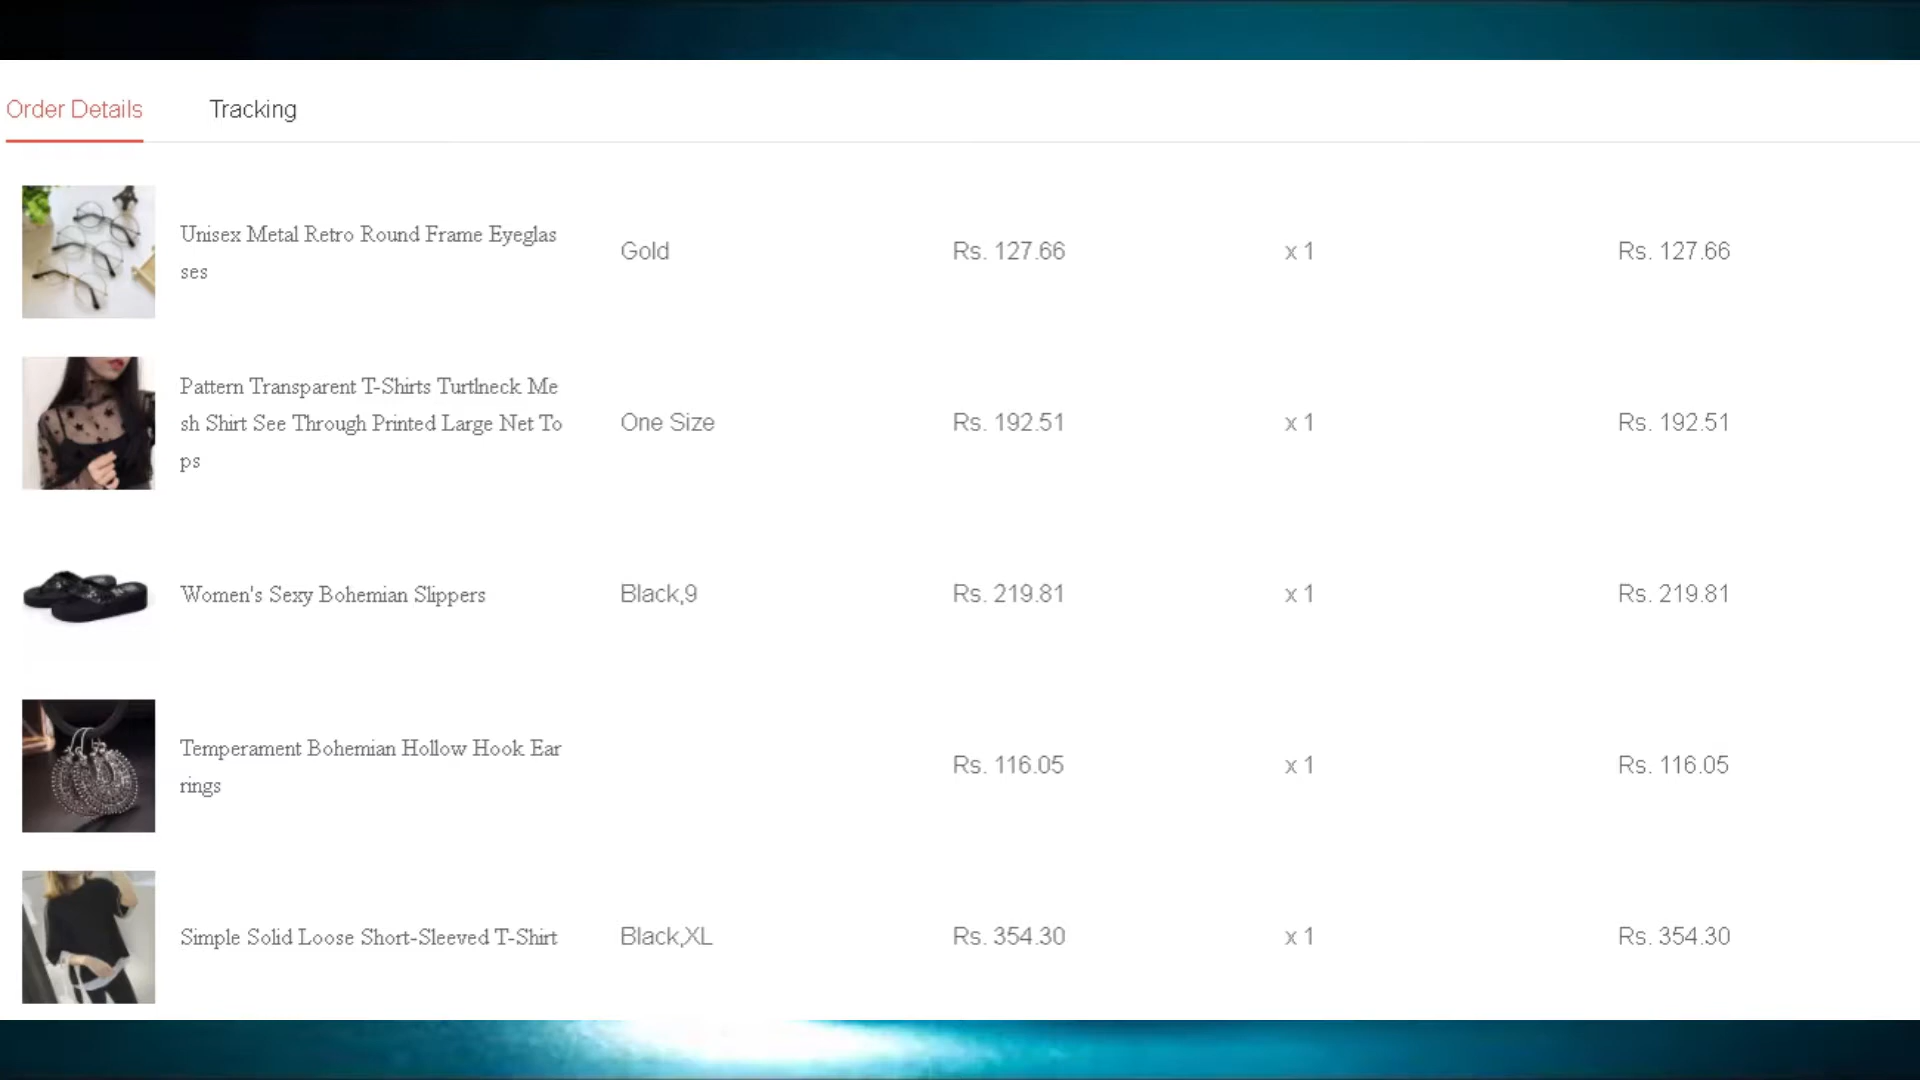 Order Details Tracking
Unisex Metal Retro Round Frame Eyeglas
ses
Gold
Rs. 127.66
x 1
Rs. 127.66
Pattern Transparent T-Shirts Turtlneck Me
sh Shirt See Through Printed Large Net To
ps
One Size
Rs. 192.51
x 1
Rs. 192.51
Women's Sexy Bohemian Slippers
Black,9
Rs. 219.81
x 1
Rs. 219.81
Temperament Bohemian Hollow Hook Ear
rings
Rs. 116.05
x 1
Rs. 116.05
Simple Solid Loose Short-Sleeved T-Shirt
Black,XL
Rs. 354.30
x 1
Rs. 354.30